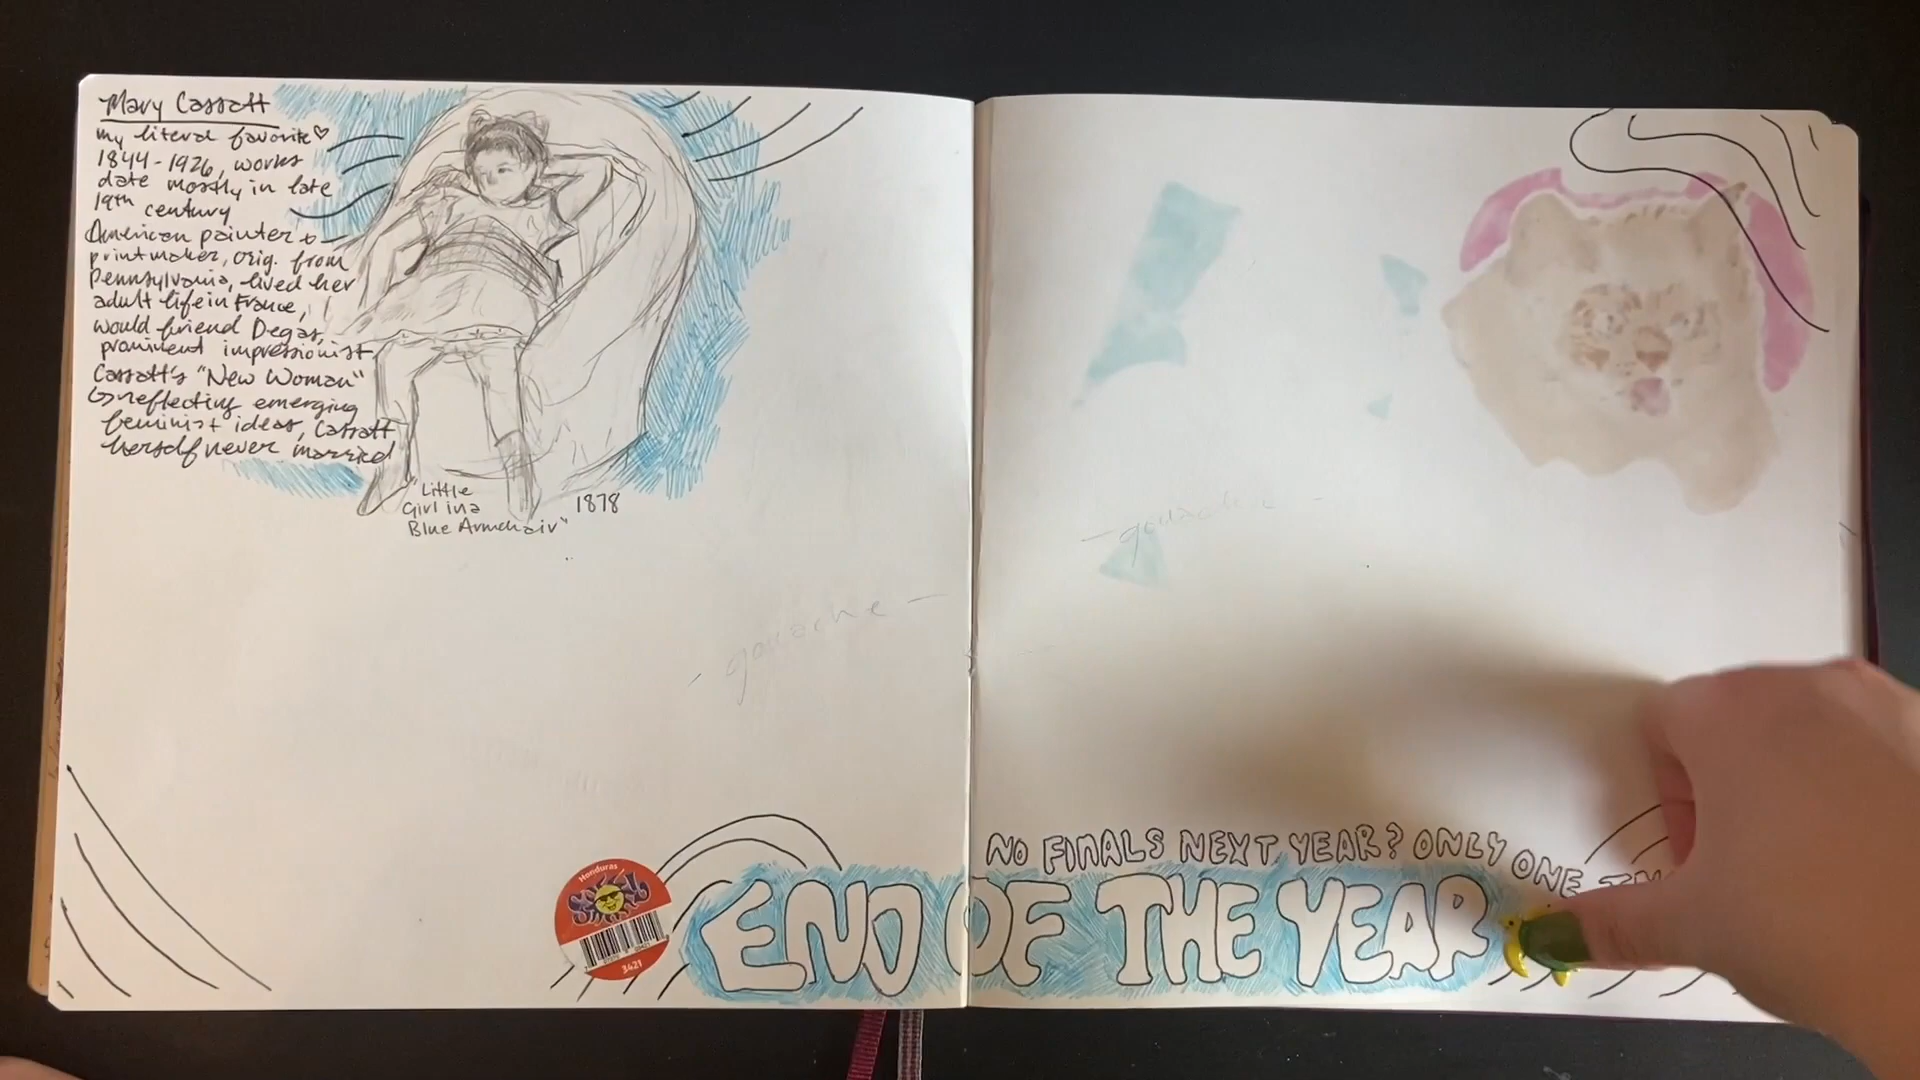 Mary Cassatt
my literal favorite♡
1844-1926, works
date mostly in late
19th century
American painter &
printmaker, orig. from
Pennsylvania, lived her
adult life in France,
would friend Degas,
prominent impressionist
Cassatt's "New Woman"
↳ reflecting emerging
feminist ideas, Cassatt
herself never married
"Little
Girl in a
Blue Armchair"
1878
- gouache -
- gouache -
Honduras
SOL
3421
NO FINALS NEXT YEAR? ONLY ONE
END OF THE YEAR